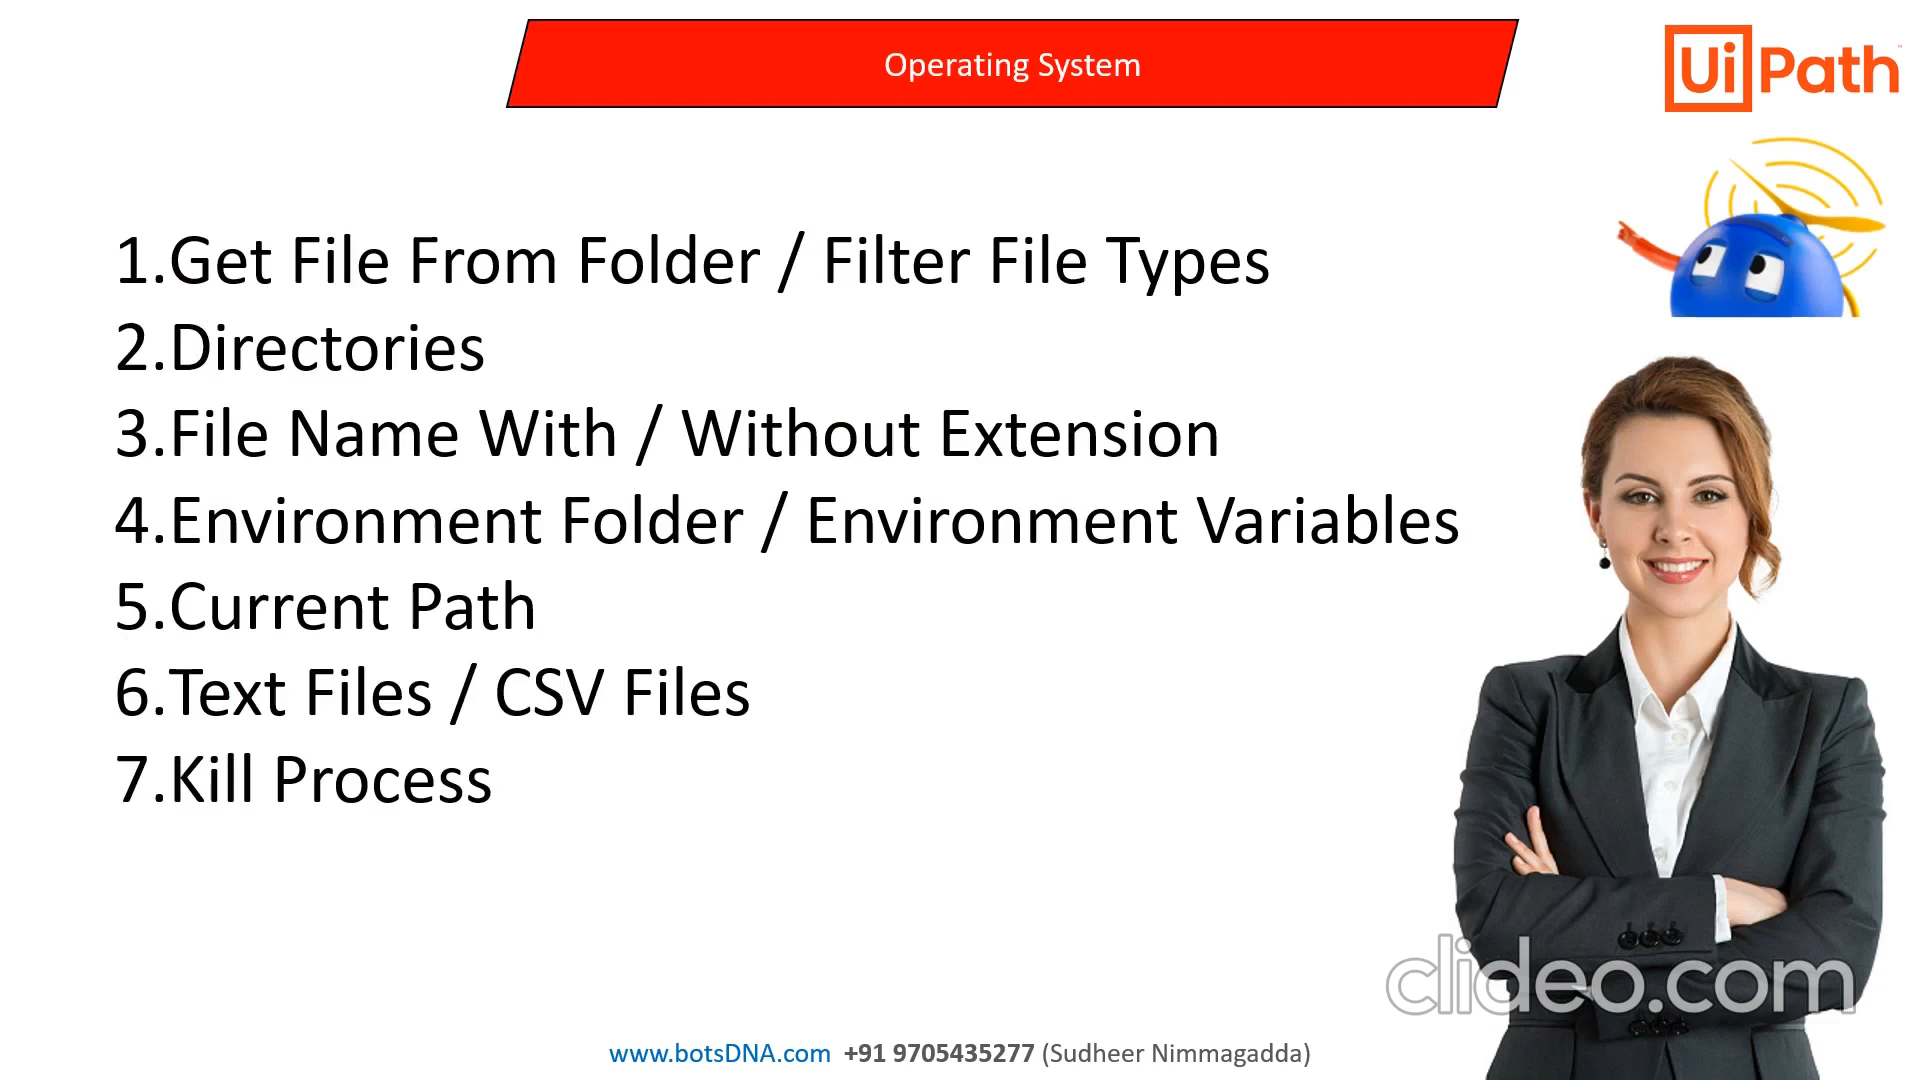 Operating System
UiPath
1.Get File From Folder / Filter File Types
2.Directories
3.File Name With / Without Extension
4.Environment Folder / Environment Variables
5.Current Path
6.Text Files / CSV Files
7.Kill Process
clideo.com
www.botsDNA.com +91 9705435277 (Sudheer Nimmagadda)